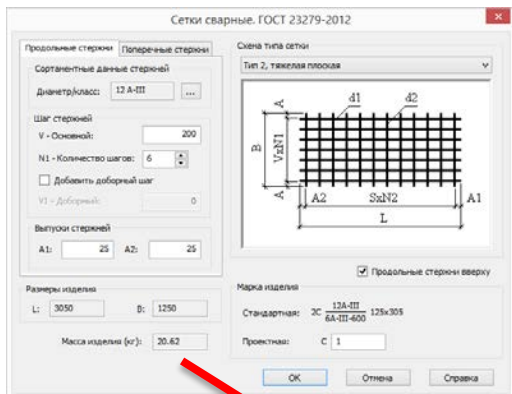 Сетки сварные. ГОСТ 23279-2012
Продольные стержни Поперечные стержни
Сортаментные данные стержней
Диаметр/класс: 12 A-III ...
Шаг стержней
V - Основной: 200
N1 - Количество шагов: 6
Добавить доборный шаг
V1 - Доборный: 0
Выпуски стержней
A1: 25 A2: 25
Размеры изделия
L: 3050 B: 1250
Масса изделия (кг): 20.62
Схема типа сетки
Тип 2, тяжелая плоская
A d1 d2
B VxN1
A A2 SxN2 A1
L
Продольные стержни вверху
Марка изделия
Стандартная: 2С 12A-III 125x305
6A-III-600
Проектная: С 1
ОК Отмена Справка